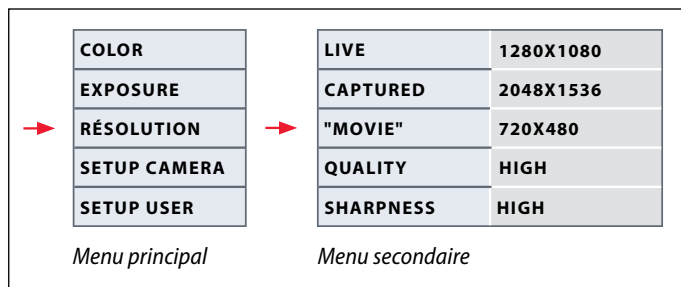 COLOR
EXPOSURE
RÉSOLUTION
SETUP CAMERA
SETUP USER
Menu principal
LIVE 1280X1080
CAPTURED 2048X1536
"MOVIE" 720X480
QUALITY HIGH
SHARPNESS HIGH
Menu secondaire